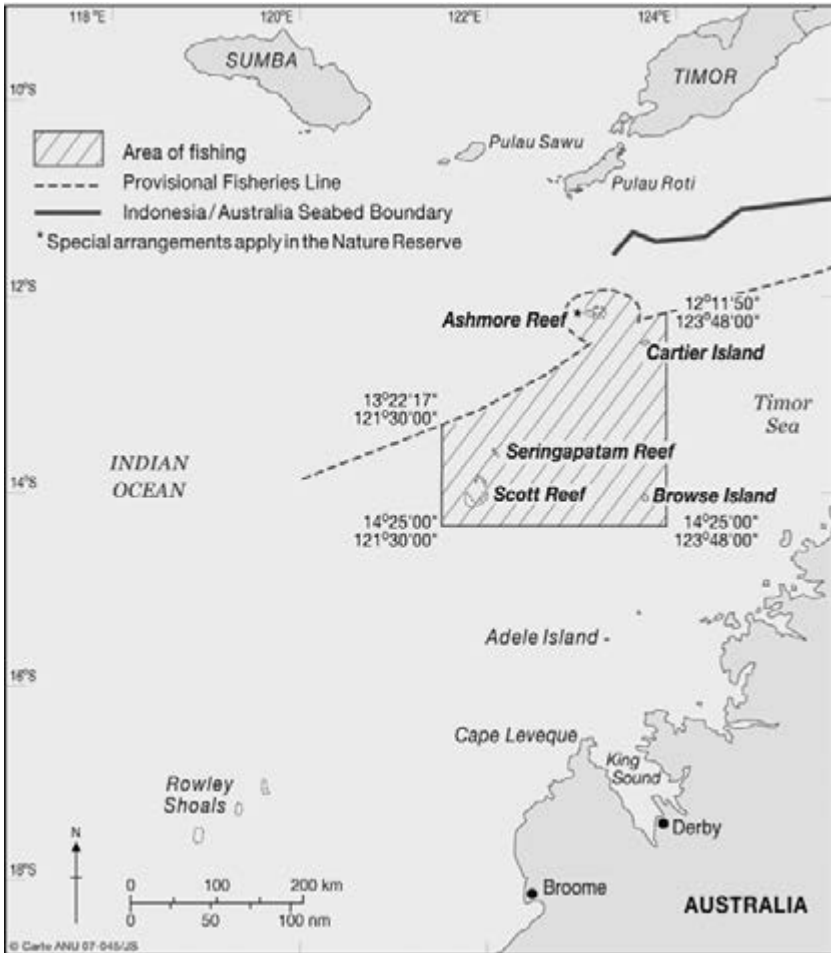 118°E
120°E
122°E
124°E
SUMBA
TIMOR
10°S
Pulau Sawu
Pulau Roti
Area of fishing
Provisional Fisheries Line
Indonesia/Australia Seabed Boundary
* Special arrangements apply in the Nature Reserve
12°S
Ashmore Reef
12°11'50"
123°48'00"
Cartier Island
13°22'17"
121°30'00"
Timor
Sea
INDIAN
OCEAN
Seringapatam Reef
14°S
Scott Reef
Browse Island
14°25'00"
121°30'00"
14°25'00"
123°48'00"
Adele Island
16°S
Cape Leveque
King
Sound
Rowley
Shoals
Derby
N
18°S
0 100 200 km
0 50 100 nm
Broome
AUSTRALIA
© Carto ANU 07-045/JS